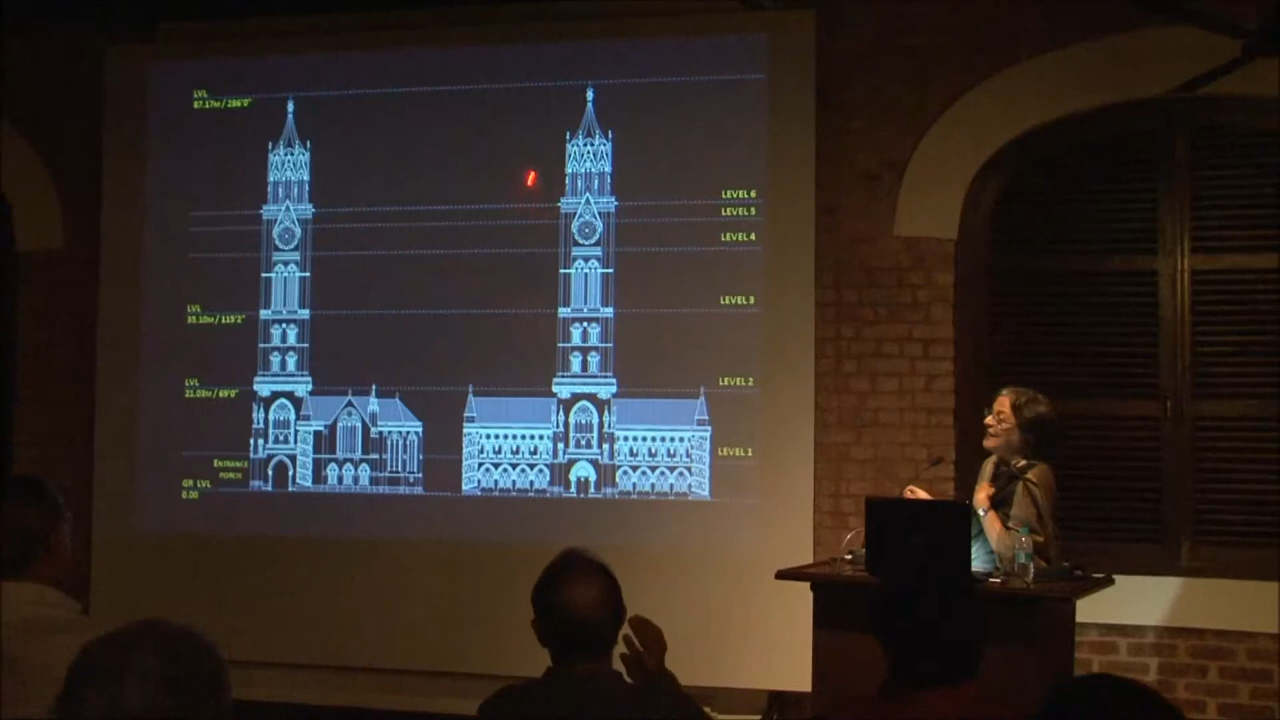 LVL
87.17M / 286'0"
LEVEL 6
LEVEL 5
LEVEL 4
LEVEL 3
LVL
35.10M / 115'2"
LEVEL 2
LVL
21.03M / 69'0"
LEVEL 1
ENTRANCE
PORCH
GR LVL
0.00